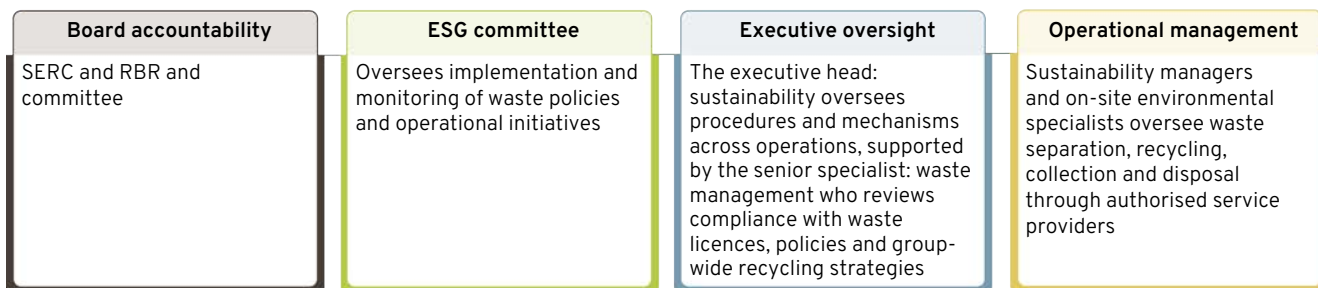 Board accountability
SERC and RBR and
committee
ESG committee
Oversees implementation and
monitoring of waste policies
and operational initiatives
Executive oversight
The executive head:
sustainability oversees
procedures and mechanisms
across operations, supported
by the senior specialist: waste
management who reviews
compliance with waste
licences, policies and group-
wide recycling strategies
Operational management
Sustainability managers
and on-site environmental
specialists oversee waste
separation, recycling,
collection and disposal
through authorised service
providers